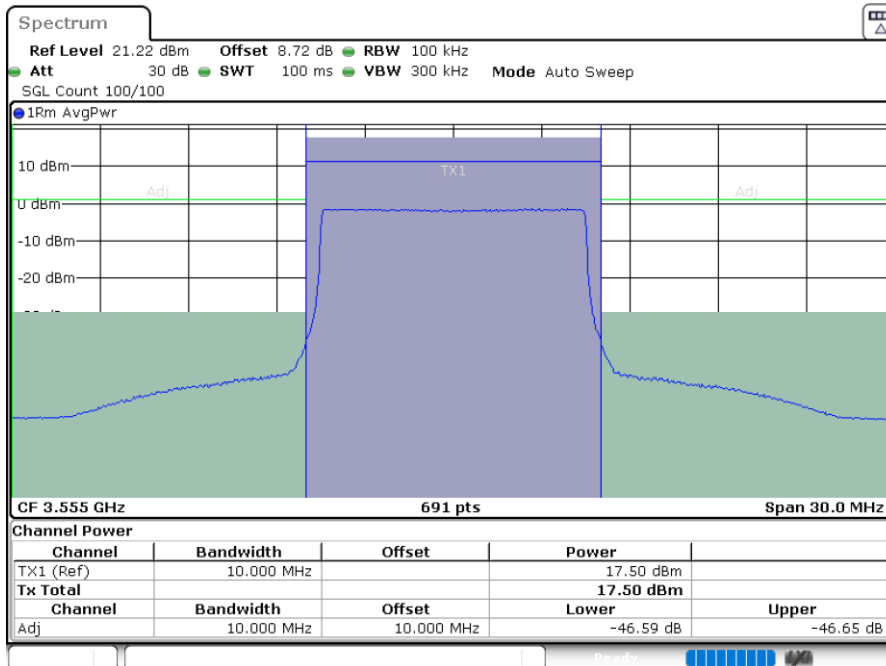 Spectrum
Ref Level 21.22 dBm Offset 8.72 dB RBW 100 kHz
Att 30 dB SWT 100 ms VBW 300 kHz Mode Auto Sweep
SGL Count 100/100
1Rm AvgPwr
10 dBm
TX1
Adj Adj
0 dBm
-10 dBm
-20 dBm
CF 3.555 GHz 691 pts Span 30.0 MHz
Channel Power
Channel Bandwidth Offset Power
TX1 (Ref) 10.000 MHz 17.50 dBm
Tx Total 17.50 dBm
Channel Bandwidth Offset Lower Upper
Adj 10.000 MHz 10.000 MHz -46.59 dB -46.65 dB
Ready